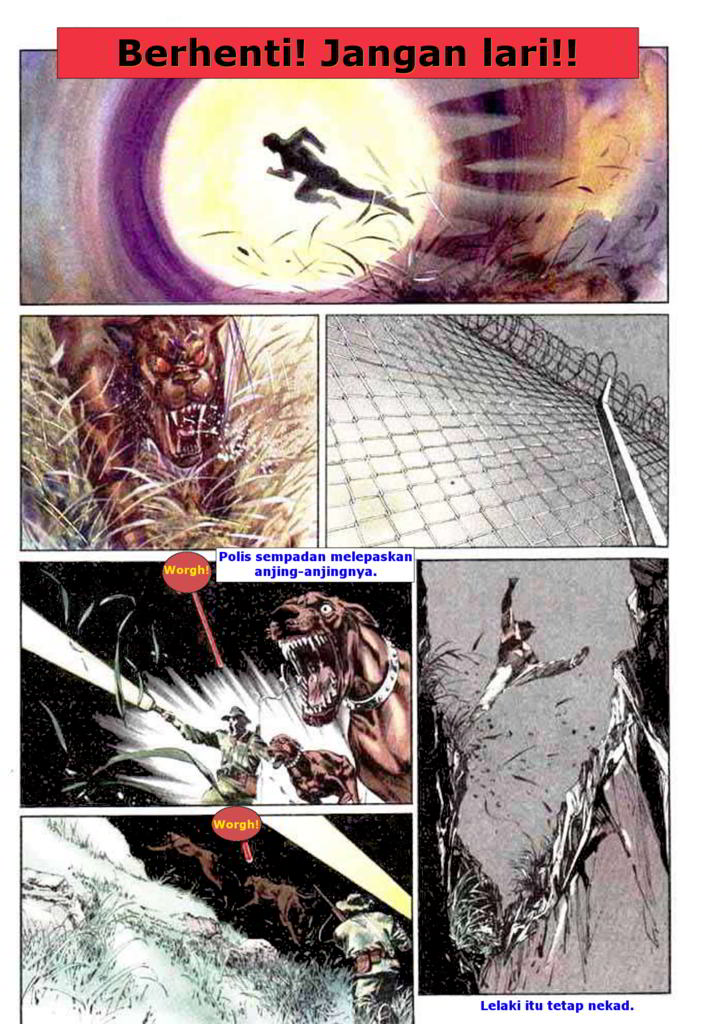 Berhenti! Jangan lari!!
Worgh!
Polis sempadan melepaskan
anjing-anjingnya.
Worgh!
Lelaki itu tetap nekad.